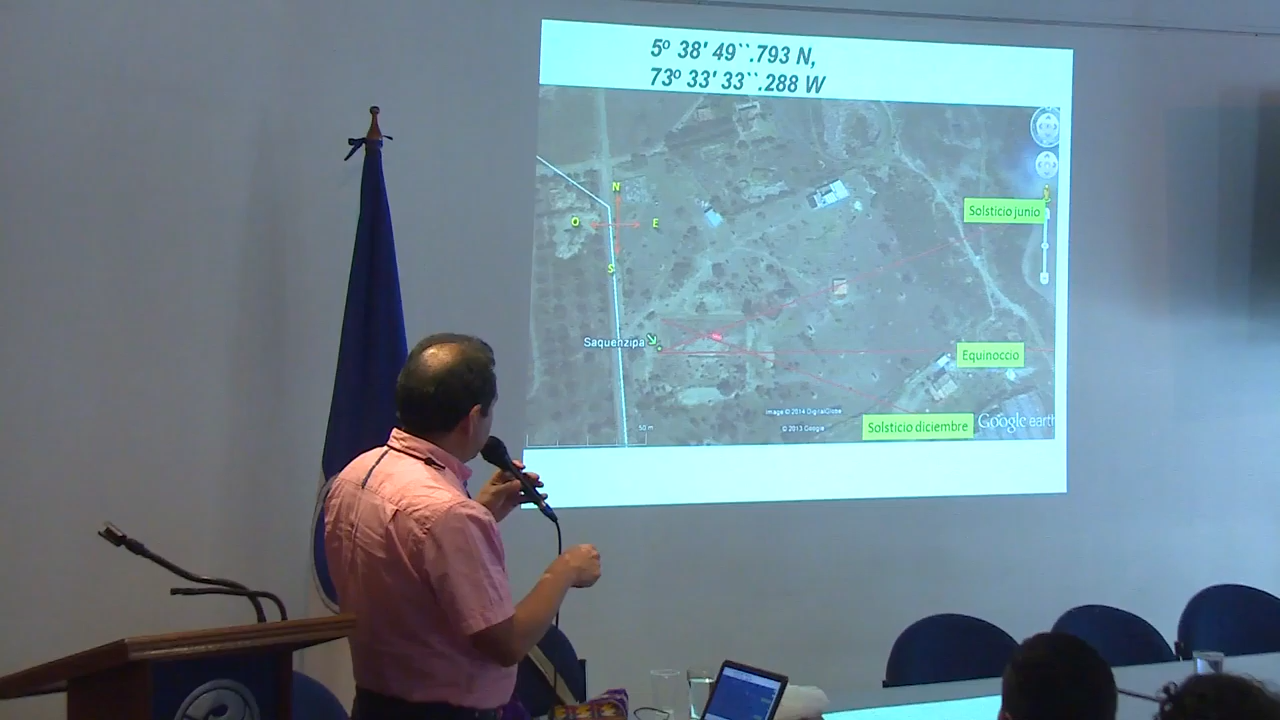 5º 38' 49``.793 N,
73º 33' 33``.288 W
N
O
E
S
Solsticio junio
Saquenzipa
Equinoccio
Image © 2014 DigitalGlobe
© 2013 Google
50 m
Solsticio diciembre
Google earth